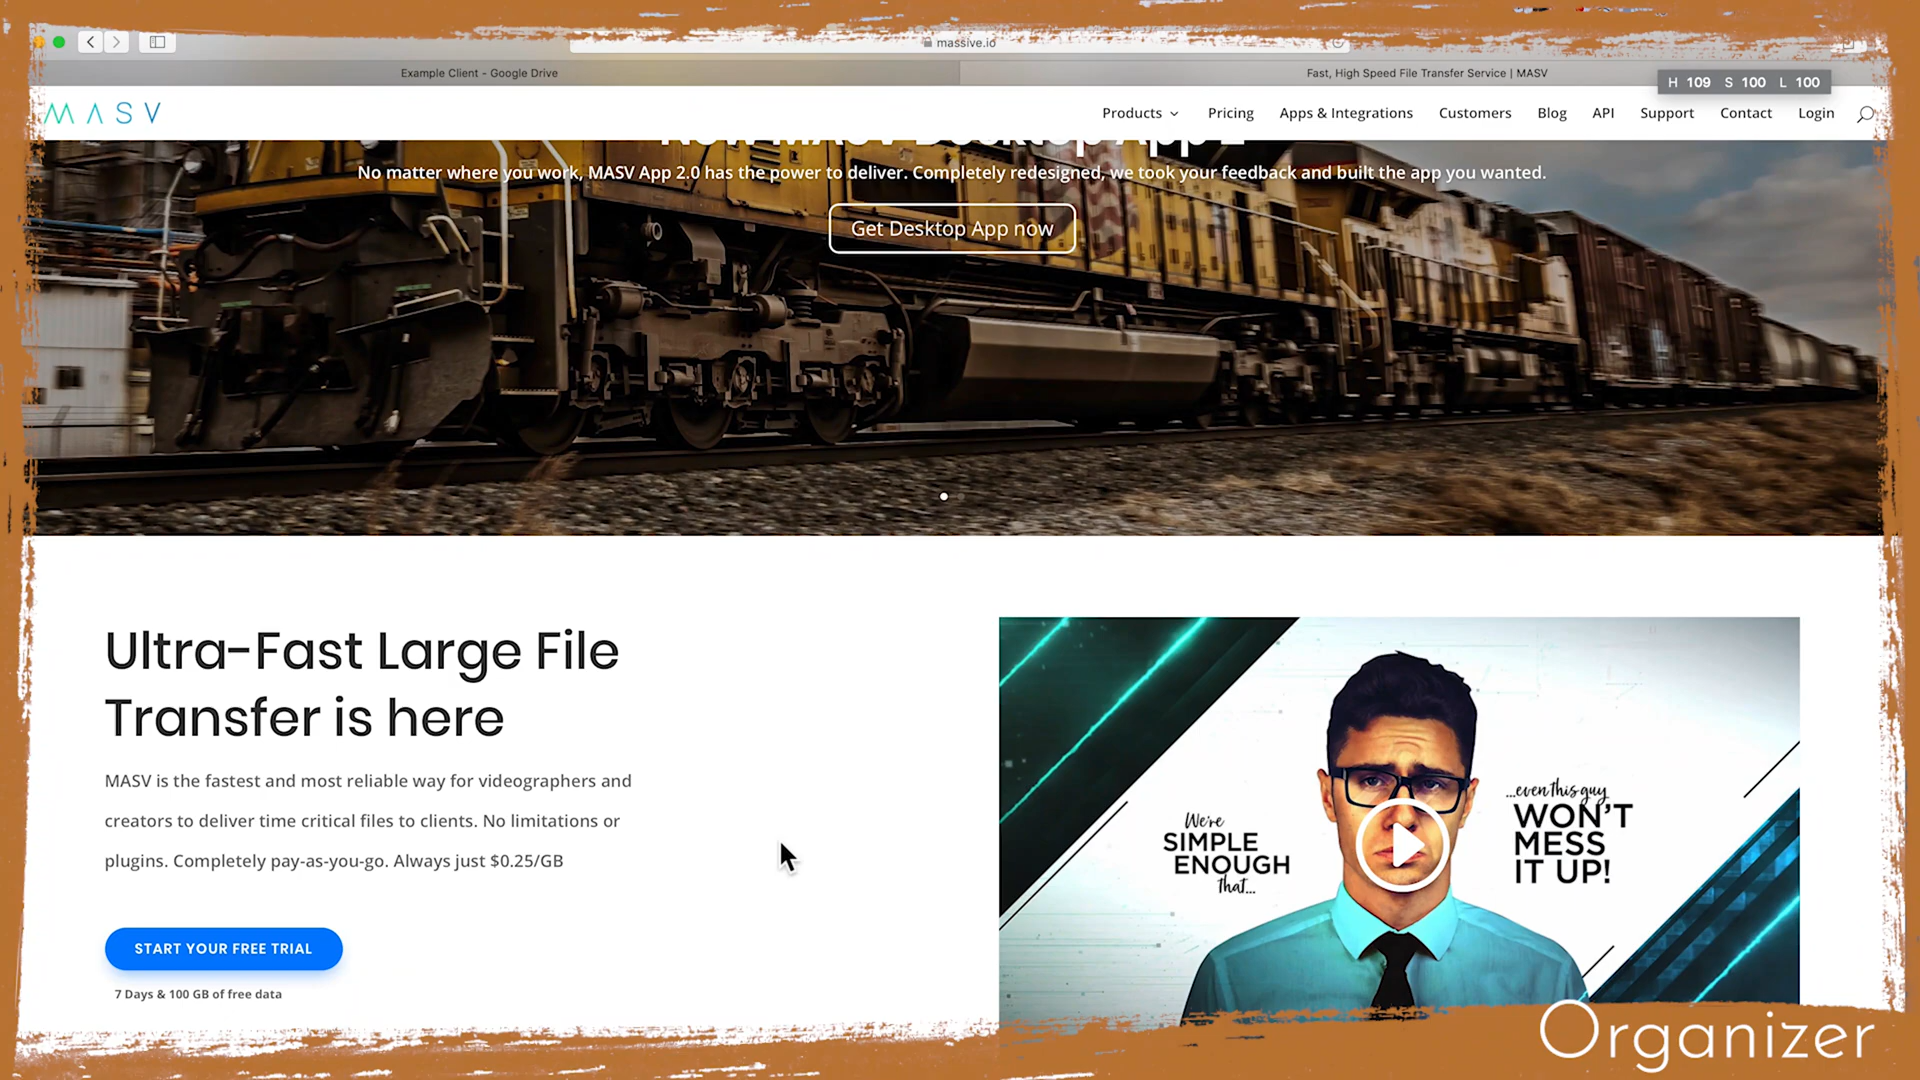 massive.io
Example Client - Google Drive
Fast, High Speed File Transfer Service | MASV
H 109 S 100 L 100
MASV
Products
Pricing
Apps & Integrations
Customers
Blog
API
Support
Contact
Login
New MASV Desktop App 2
No matter where you work, MASV App 2.0 has the power to deliver. Completely redesigned, we took your feedback and built the app you wanted.
Get Desktop App now
Ultra-Fast Large File
Transfer is here
MASV is the fastest and most reliable way for videographers and
creators to deliver time critical files to clients. No limitations or
plugins. Completely pay-as-you-go. Always just $0.25/GB
START YOUR FREE TRIAL
7 Days & 100 GB of free data
We're
SIMPLE
ENOUGH
that...
...even this guy
WON'T
MESS
IT UP!
Organizer